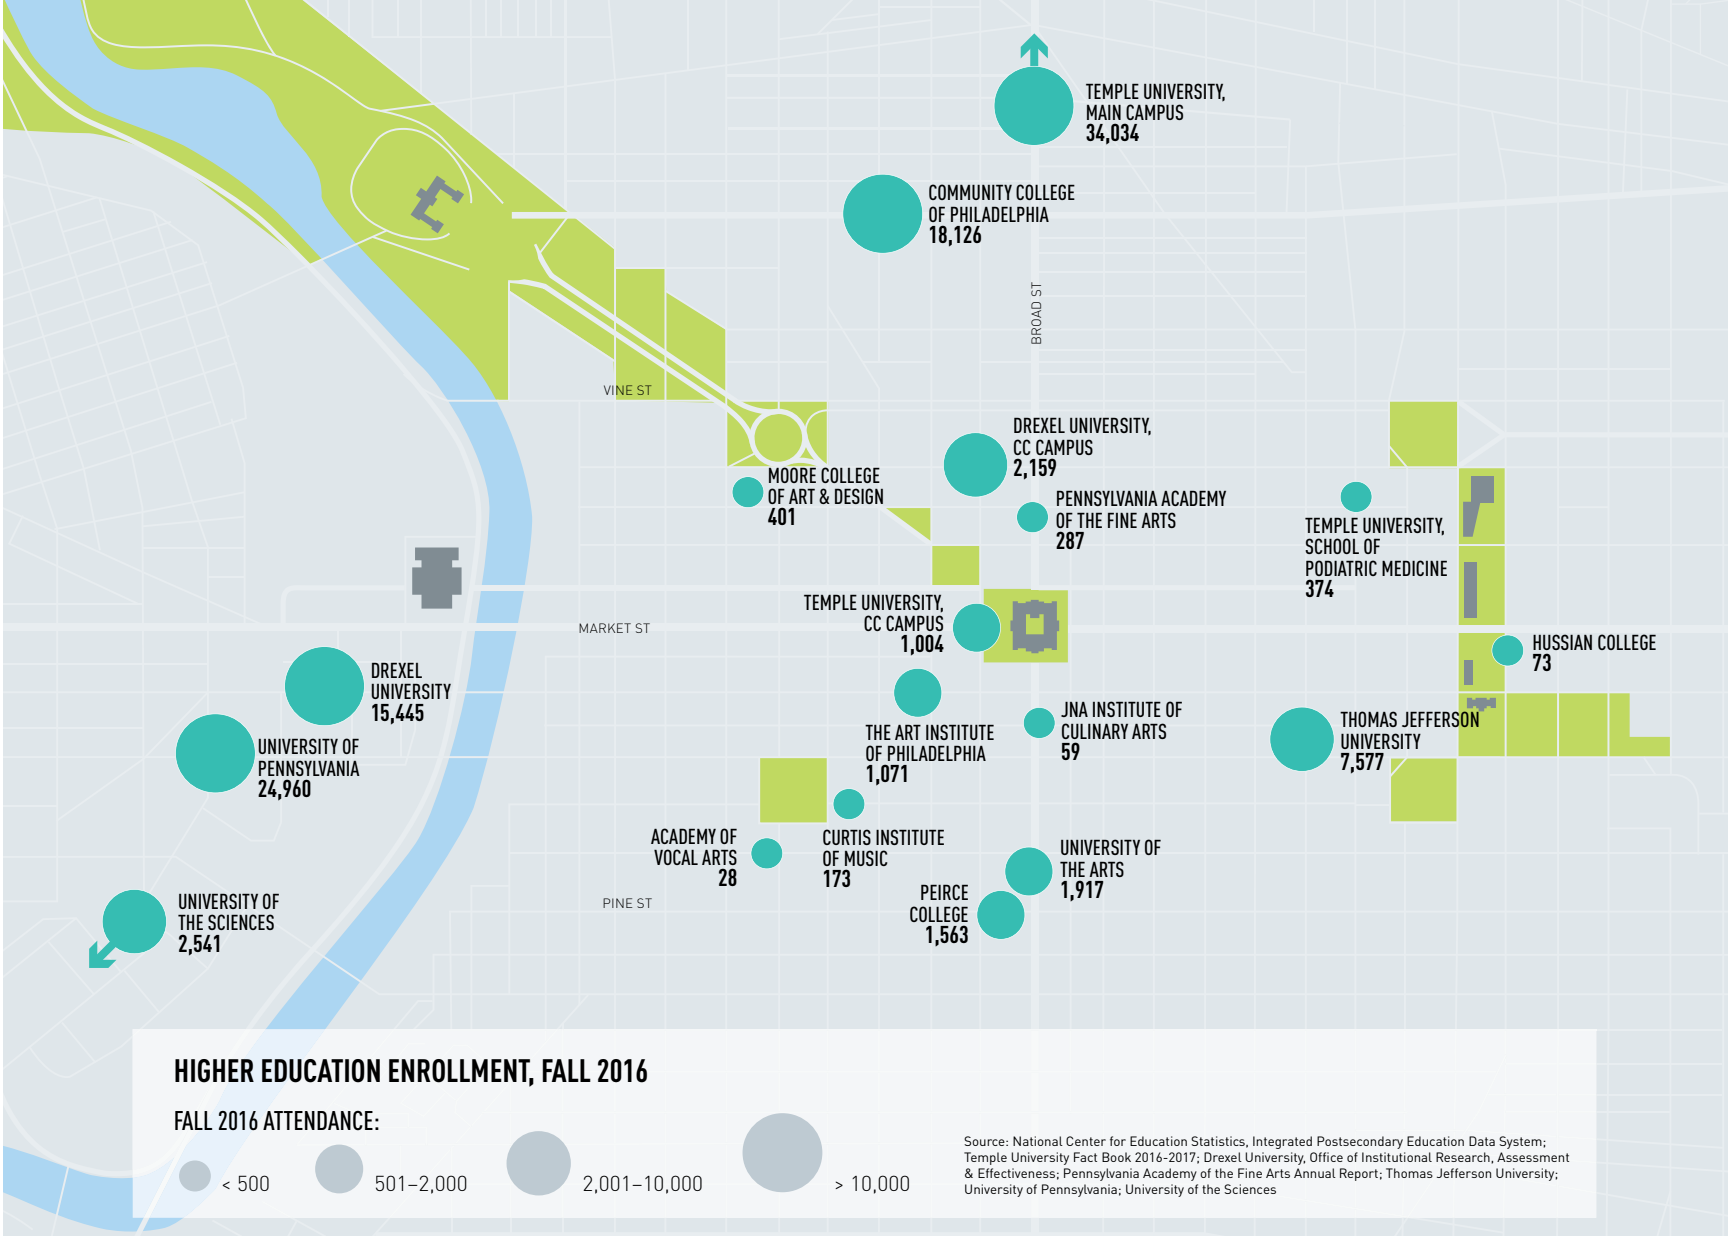 TEMPLE UNIVERSITY,
MAIN CAMPUS
34,034
COMMUNITY COLLEGE
OF PHILADELPHIA
18,126
BROAD ST
VINE ST
DREXEL UNIVERSITY,
CC CAMPUS
2,159
MOORE COLLEGE
OF ART & DESIGN
401
PENNSYLVANIA ACADEMY
OF THE FINE ARTS
287
TEMPLE UNIVERSITY,
SCHOOL OF
PODIATRIC MEDICINE
374
TEMPLE UNIVERSITY,
CC CAMPUS
1,004
MARKET ST
HUSSIAN COLLEGE
73
DREXEL
UNIVERSITY
15,445
UNIVERSITY OF
PENNSYLVANIA
24,960
THE ART INSTITUTE
OF PHILADELPHIA
1,071
JNA INSTITUTE OF
CULINARY ARTS
59
THOMAS JEFFERSON
UNIVERSITY
7,577
ACADEMY OF
VOCAL ARTS
28
CURTIS INSTITUTE
OF MUSIC
173
UNIVERSITY OF
THE ARTS
1,917
PEIRCE
COLLEGE
1,563
PINE ST
UNIVERSITY OF
THE SCIENCES
2,541
HIGHER EDUCATION ENROLLMENT, FALL 2016
FALL 2016 ATTENDANCE:
< 500
501–2,000
2,001–10,000
> 10,000
Source: National Center for Education Statistics, Integrated Postsecondary Education Data System;
Temple University Fact Book 2016-2017; Drexel University, Office of Institutional Research, Assessment
& Effectiveness; Pennsylvania Academy of the Fine Arts Annual Report; Thomas Jefferson University;
University of Pennsylvania; University of the Sciences